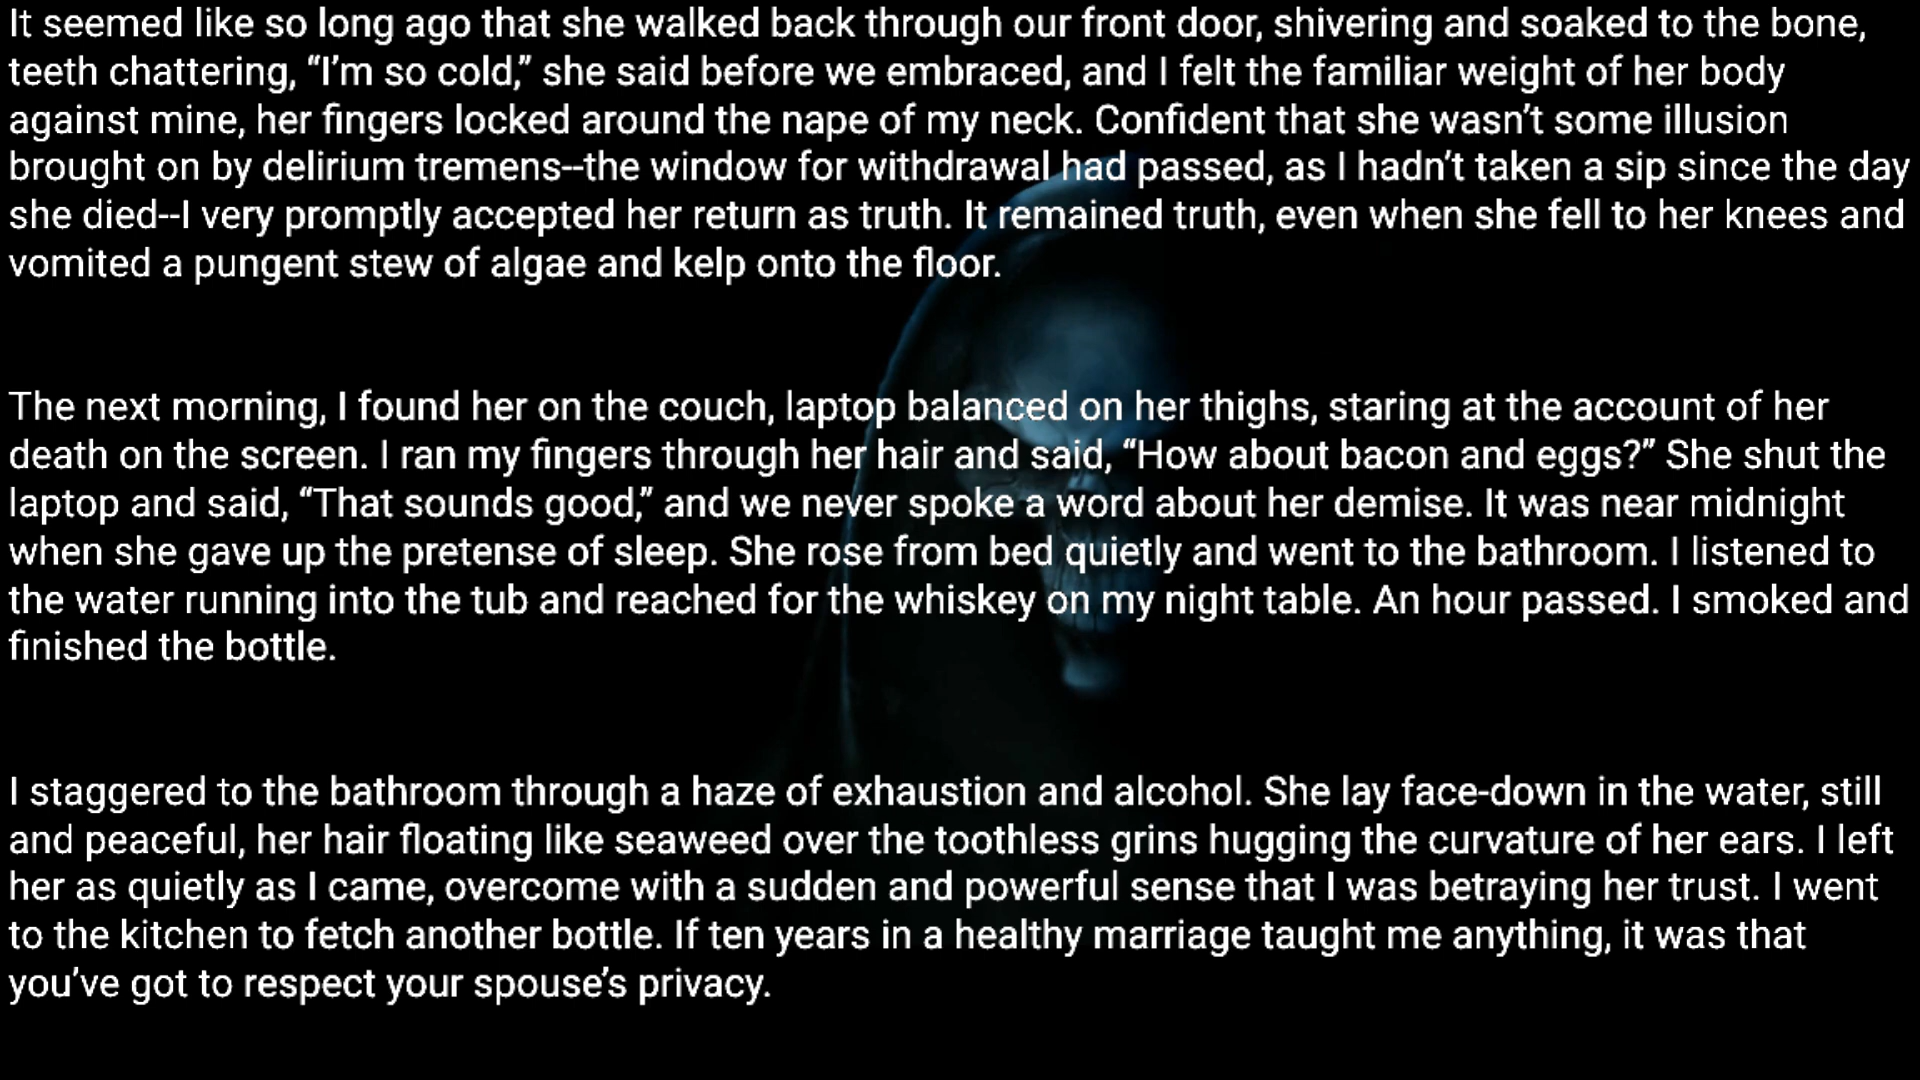 It seemed like so long ago that she walked back through our front door, shivering and soaked to the bone,
teeth chattering, “I’m so cold,” she said before we embraced, and I felt the familiar weight of her body
against mine, her fingers locked around the nape of my neck. Confident that she wasn’t some illusion
brought on by delirium tremens--the window for withdrawal had passed, as I hadn’t taken a sip since the day
she died--I very promptly accepted her return as truth. It remained truth, even when she fell to her knees and
vomited a pungent stew of algae and kelp onto the floor.
The next morning, I found her on the couch, laptop balanced on her thighs, staring at the account of her
death on the screen. I ran my fingers through her hair and said, “How about bacon and eggs?” She shut the
laptop and said, “That sounds good,” and we never spoke a word about her demise. It was near midnight
when she gave up the pretense of sleep. She rose from bed quietly and went to the bathroom. I listened to
the water running into the tub and reached for the whiskey on my night table. An hour passed. I smoked and
finished the bottle.
I staggered to the bathroom through a haze of exhaustion and alcohol. She lay face-down in the water, still
and peaceful, her hair floating like seaweed over the toothless grins hugging the curvature of her ears. I left
her as quietly as I came, overcome with a sudden and powerful sense that I was betraying her trust. I went
to the kitchen to fetch another bottle. If ten years in a healthy marriage taught me anything, it was that
you’ve got to respect your spouse’s privacy.